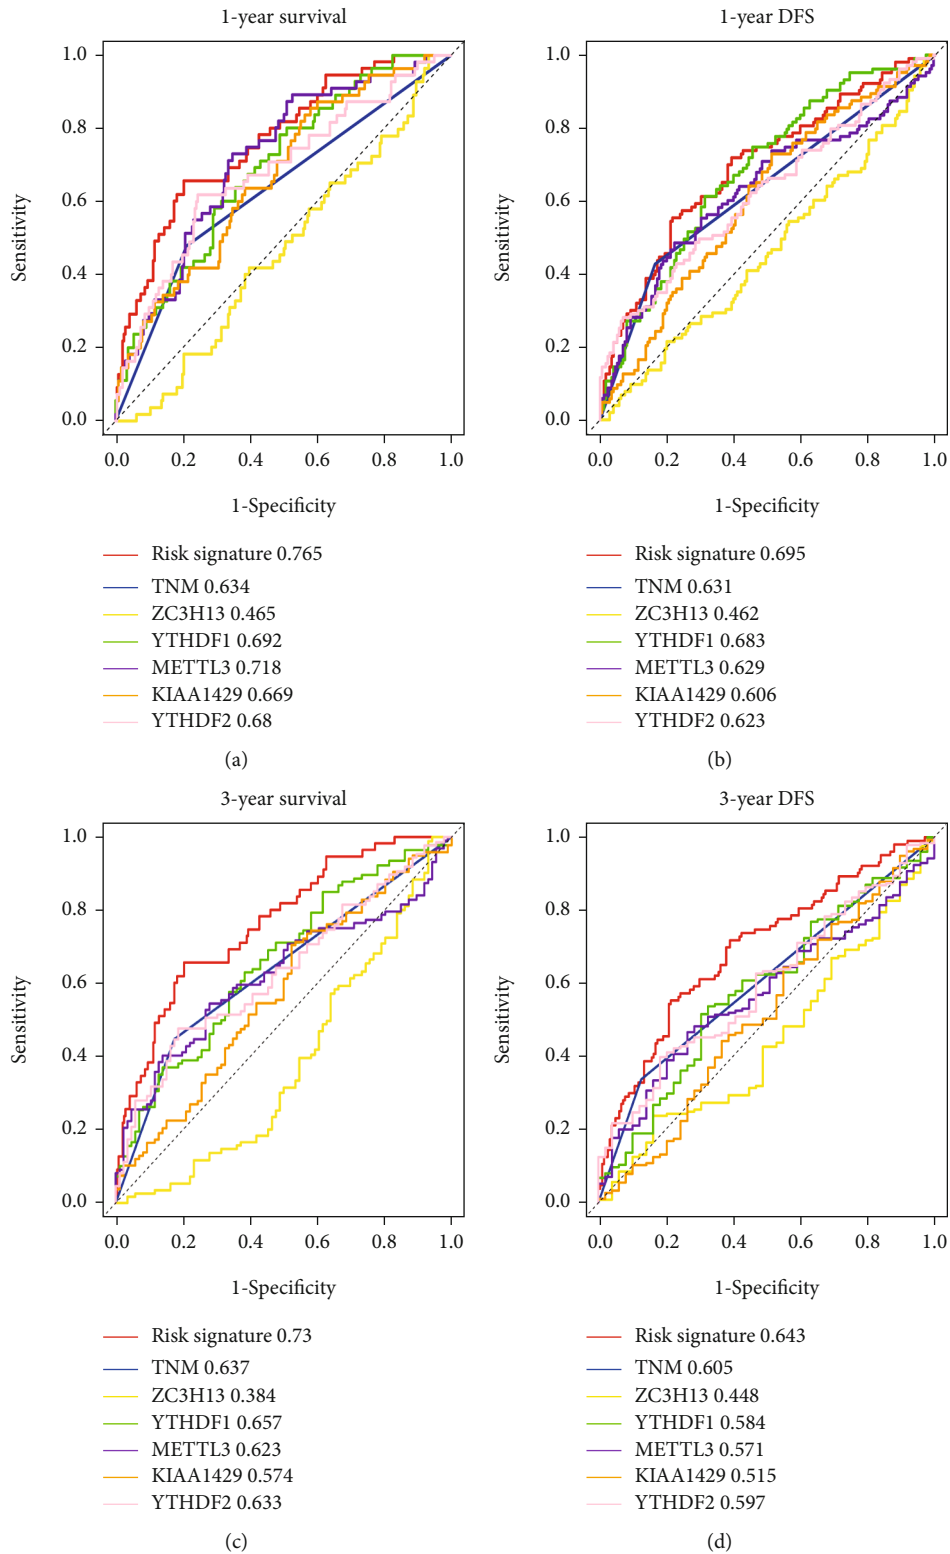 1-year survival
Sensitivity
1.0
0.8
0.6
0.4
0.2
0.0
0.0 0.2 0.4 0.6 0.8 1.0
1-Specificity
Risk signature 0.765
TNM 0.634
ZC3H13 0.465
YTHDF1 0.692
METTL3 0.718
KIAA1429 0.669
YTHDF2 0.68
(a)
1-year DFS
Sensitivity
1.0
0.8
0.6
0.4
0.2
0.0
0.0 0.2 0.4 0.6 0.8 1.0
1-Specificity
Risk signature 0.695
TNM 0.631
ZC3H13 0.462
YTHDF1 0.683
METTL3 0.629
KIAA1429 0.606
YTHDF2 0.623
(b)
3-year survival
Sensitivity
1.0
0.8
0.6
0.4
0.2
0.0
0.0 0.2 0.4 0.6 0.8 1.0
1-Specificity
Risk signature 0.73
TNM 0.637
ZC3H13 0.384
YTHDF1 0.657
METTL3 0.623
KIAA1429 0.574
YTHDF2 0.633
(c)
3-year DFS
Sensitivity
1.0
0.8
0.6
0.4
0.2
0.0
0.0 0.2 0.4 0.6 0.8 1.0
1-Specificity
Risk signature 0.643
TNM 0.605
ZC3H13 0.448
YTHDF1 0.584
METTL3 0.571
KIAA1429 0.515
YTHDF2 0.597
(d)